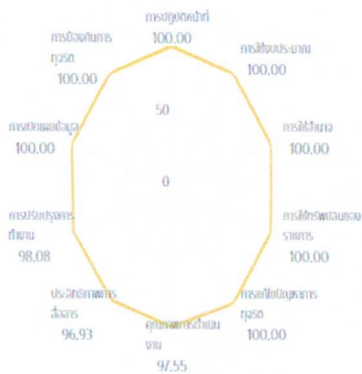 การปฏิบัติหน้าที่
100.00
การป้องกันการ
ทุจริต
100.00
การใช้งบประมาณ
100.00
50
การเปิดเผยข้อมูล
100.00
การใช้อำนาจ
100.00
0
การปรับปรุงการ
ทำงาน
98.08
การใช้ทรัพย์สินของ
ราชการ
100.00
ประสิทธิภาพการ
สื่อสาร
96.93
การแก้ไขปัญหาการ
ทุจริต
100.00
คุณภาพการดำเนิน
งาน
97.55